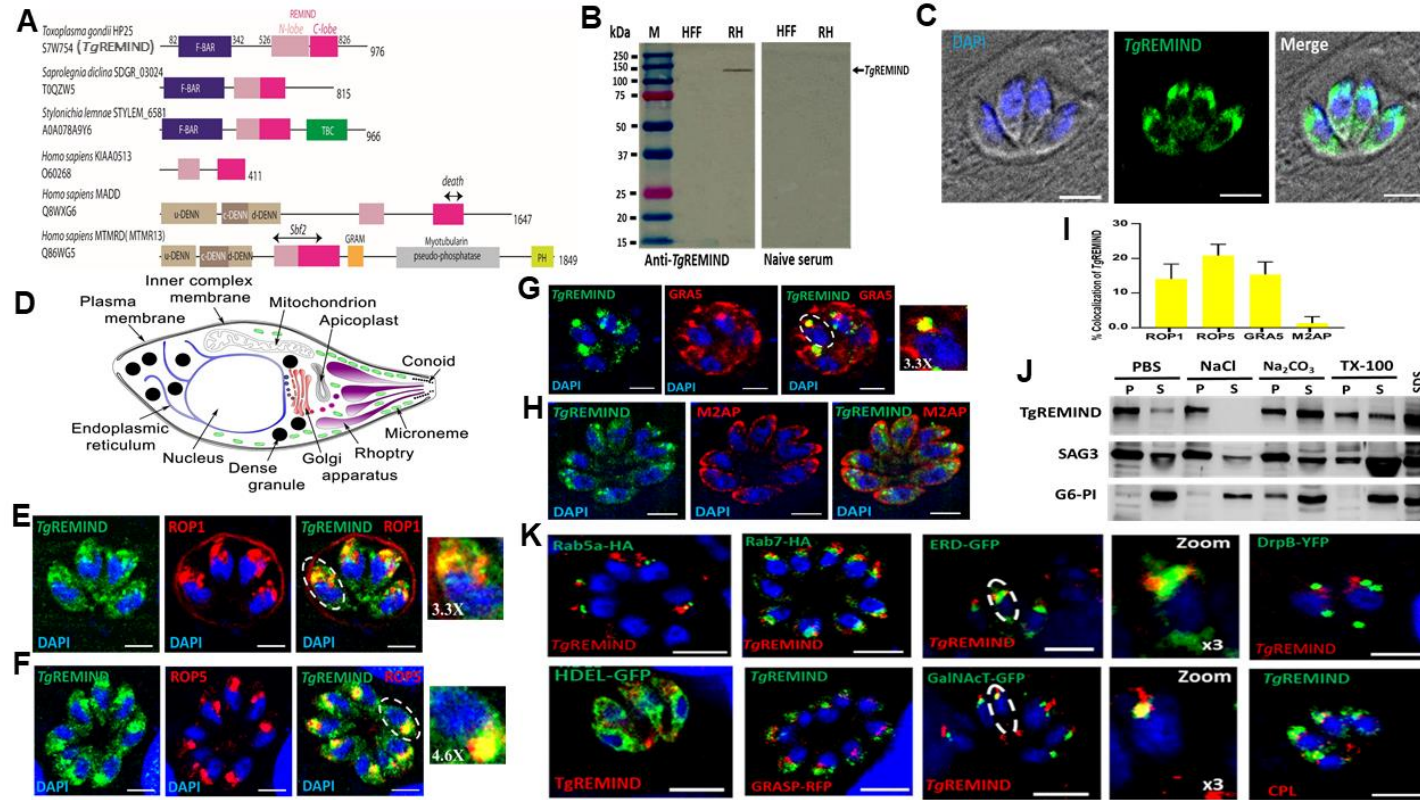 A
REMIND
Toxoplasma gondii HP25
82 342 526 N-lobe C-lobe 826
S7W754 (TgREMIND)
F-BAR
976
Saprolegnia diclina SDGR_03024
T0QZW5
F-BAR
815
Stylonichia lemnae STYLEM_6581
A0A078A9Y6
F-BAR
TBC
966
Homo sapiens KIAA0513
O60268
411
Homo sapiens MADD
Q8WXG6
death
u-DENN c-DENN d-DENN
1647
Homo sapiens MTMRD( MTMR13)
Q86WG5
Sbf2
GRAM
Myotubularin
pseudo-phosphatase
u-DENN c-DENN d-DENN
PH
1849
B
kDa M HFF RH HFF RH
250
150
100
75
50
37
25
20
15
TgREMIND
Anti-TgREMIND Naive serum
C
DAPI
TgREMIND
Merge
D
Inner complex
membrane
Plasma
membrane
Mitochondrion
Apicoplast
Conoid
Endoplasmic
reticulum
Nucleus
Dense
granule
Golgi
apparatus
Rhoptry
Microneme
E
TgREMIND
DAPI
ROP1
DAPI
TgREMIND ROP1
DAPI
3.3X
F
TgREMIND
DAPI
ROP5
DAPI
TgREMIND ROP5
DAPI
4.6X
G
TgREMIND
DAPI
GRA5
DAPI
TgREMIND GRA5
DAPI
3.3X
H
TgREMIND
DAPI
M2AP
DAPI
TgREMIND M2AP
DAPI
I
% Colocalization of TgREMIND
30
20
10
0.0
ROP1 ROP5 GRA5 M2AP
J
PBS NaCl Na₂CO₃ TX-100 SDS
P S P S P S P S
TgREMIND
SAG3
G6-PI
K
Rab5a-HA
TgREMIND
Rab7-HA
TgREMIND
ERD-GFP
TgREMIND
Zoom
x3
DrpB-YFP
TgREMIND
HDEL-GFP
TgREMIND
TgREMIND
GRASP-RFP
GalNAcT-GFP
TgREMIND
Zoom
x3
TgREMIND
CPL